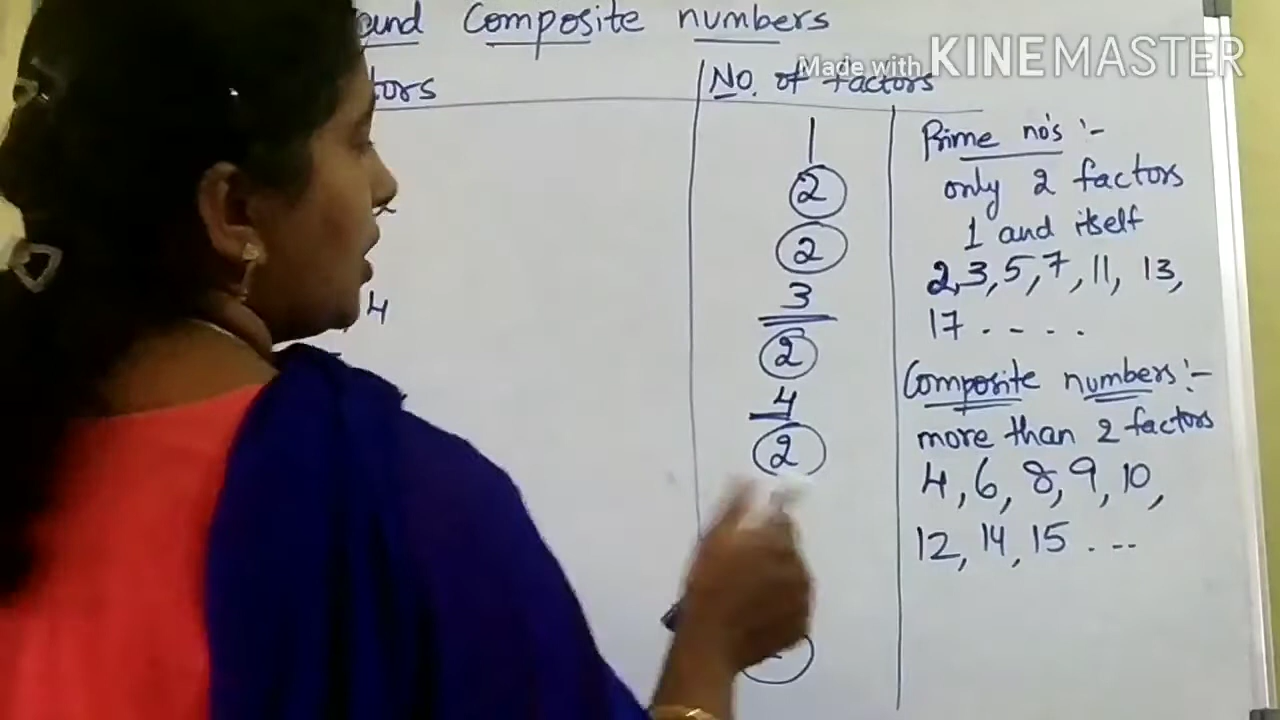 and Composite numbers
Made with KINEMASTER
No. of factors
1
2
2
3
2
4
2
4
Prime no's :-
only 2 factors
1 and itself
2,3,5,7,11, 13,
17 - - - -
Composite numbers :-
more than 2 factors
4,6, 8,9,10,
12, 14, 15 . --